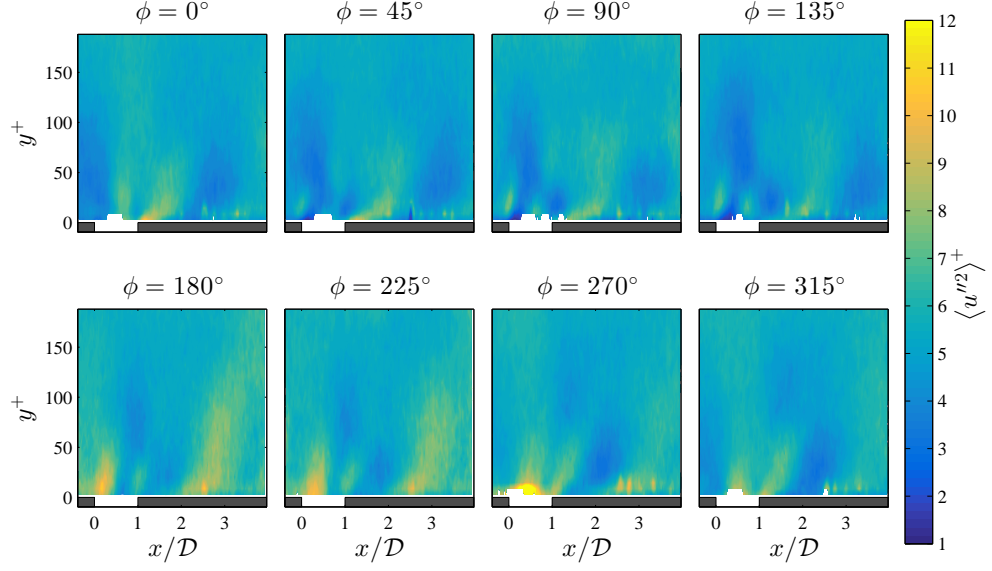 ϕ = 0° ϕ = 45° ϕ = 90° ϕ = 135°
150
100
50
0
y⁺
ϕ = 180° ϕ = 225° ϕ = 270° ϕ = 315°
150
100
50
0
y⁺
0 1 2 3 0 1 2 3 0 1 2 3 0 1 2 3
x/𝒟 x/𝒟 x/𝒟 x/𝒟
12
11
10
9
8
7
6
5
4
3
2
1
⟨u″²⟩⁺